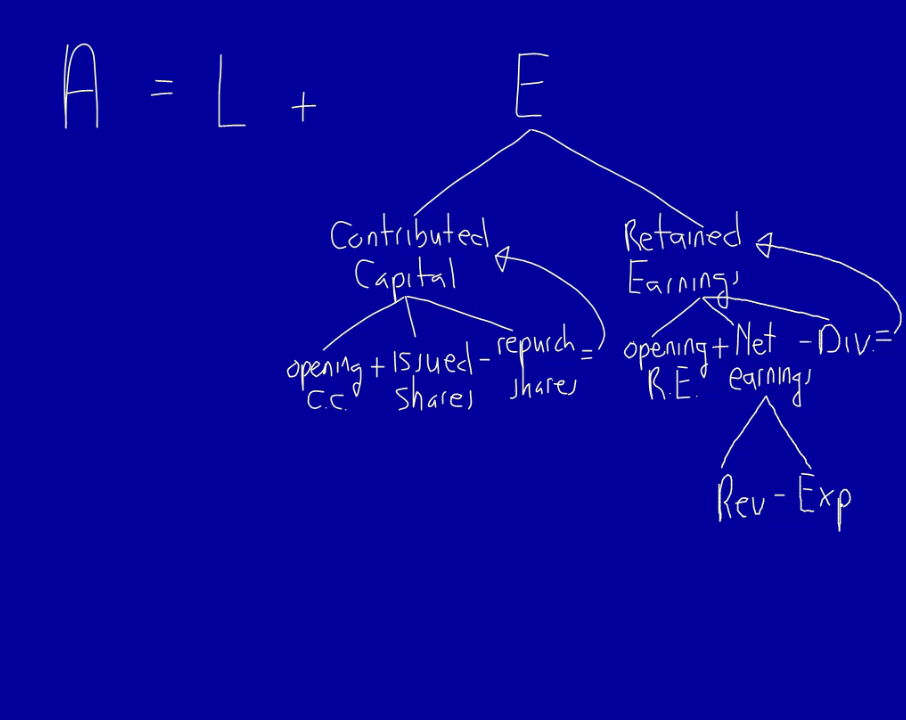 A = L + E
Contributed
Capital
opening + Issued - repurch =
C.C. shares shares
Retained
Earnings
opening + Net - Div. =
R.E. earnings
Rev - Exp